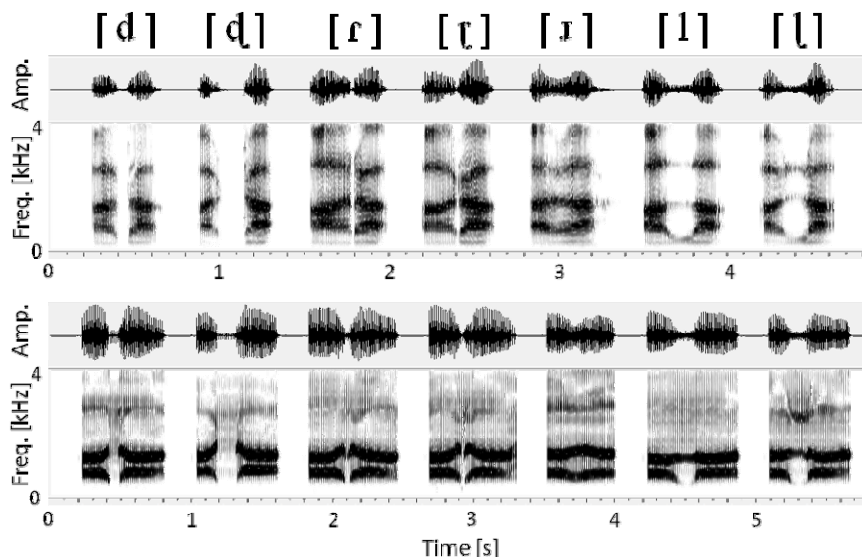 ⌈d⌉ ⌈ɖ⌉ ⌈ɾ⌉ ⌈ɽ⌉ ⌈ɹ⌉ ⌈l⌉ ⌈ɭ⌉
Amp.
4
Freq. [kHz]
0
0 1 2 3 4
Amp.
4
Freq. [kHz]
0
0 1 2 3 4 5
Time [s]